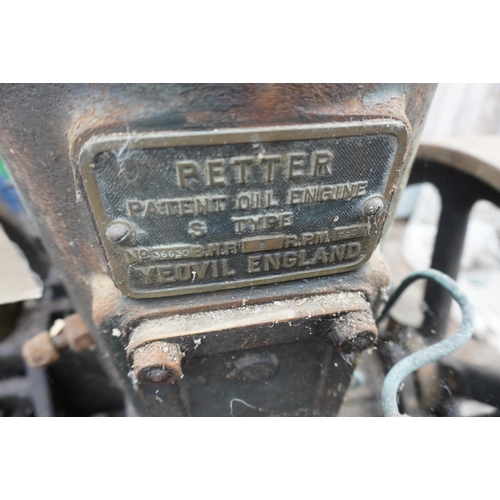 PETTER
PATENT OIL ENGINE
S TYPE
No 36630 B.H.P. R.P.M.
YEOVIL ENGLAND